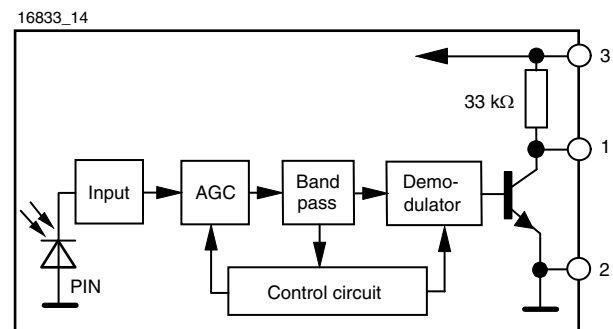 16833_14
3
33 kΩ
1
Input
AGC
Band
pass
Demo-
dulator
2
PIN
Control circuit